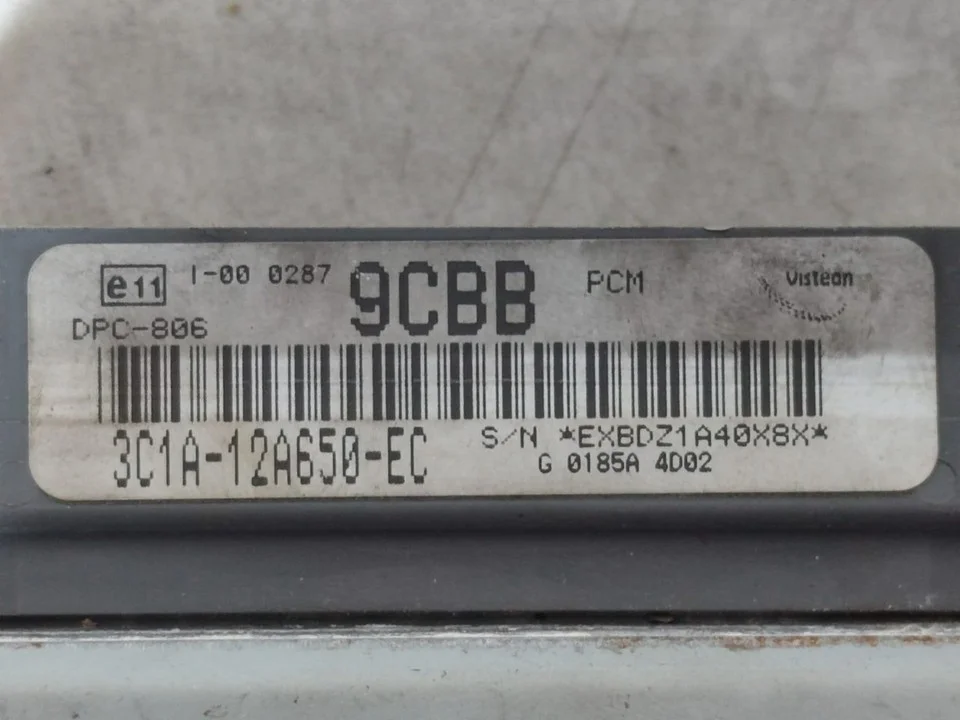 e11 I-00 0287 9CBB PCM Visteon
DPC-806
3C1A-12A650-EC S/N *EXBDZ1A40X8X*
G 0185A 4D02